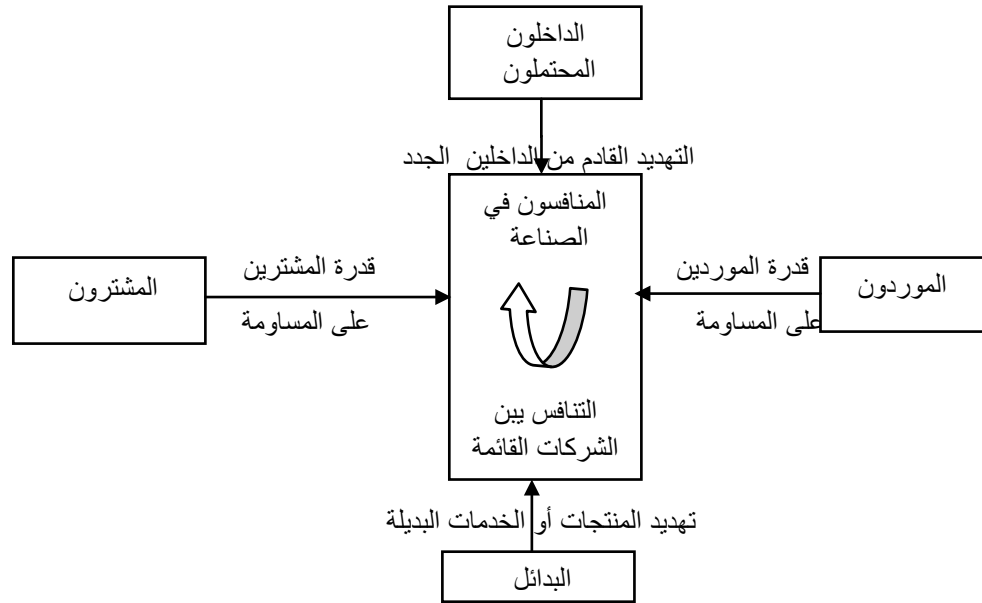 الداخلون
المحتملون
التهديد القادم من الداخلين الجدد
المنافسون في
الصناعة
الموردون
قدرة الموردين
على المساومة
قدرة المشترين
على المساومة
المشترون
التنافس يبن
الشركات القائمة
تهديد المنتجات أو الخدمات البديلة
البدائل